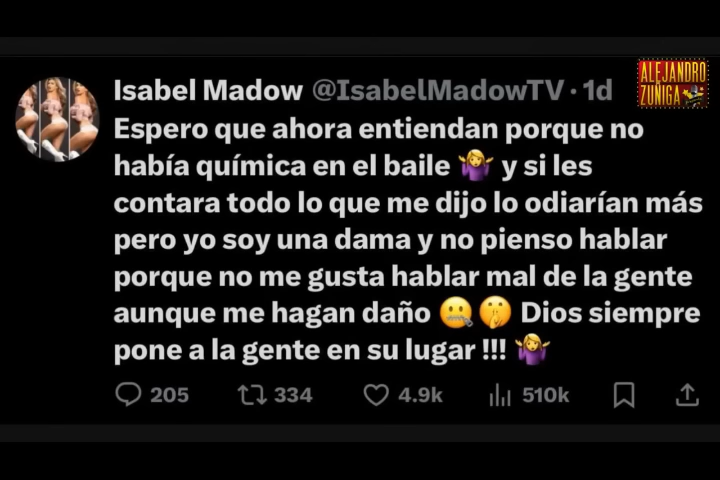 Isabel Madow @IsabelMadowTV · 1d
Espero que ahora entiendan porque no
había química en el baile 🤷‍♀️ y si les
contara todo lo que me dijo lo odiarían más
pero yo soy una dama y no pienso hablar
porque no me gusta hablar mal de la gente
aunque me hagan daño 🤐🤫 Dios siempre
pone a la gente en su lugar !!! 🤷‍♀️
205 334 4.9k 510k
ALEJANDRO
ZÚÑIGA